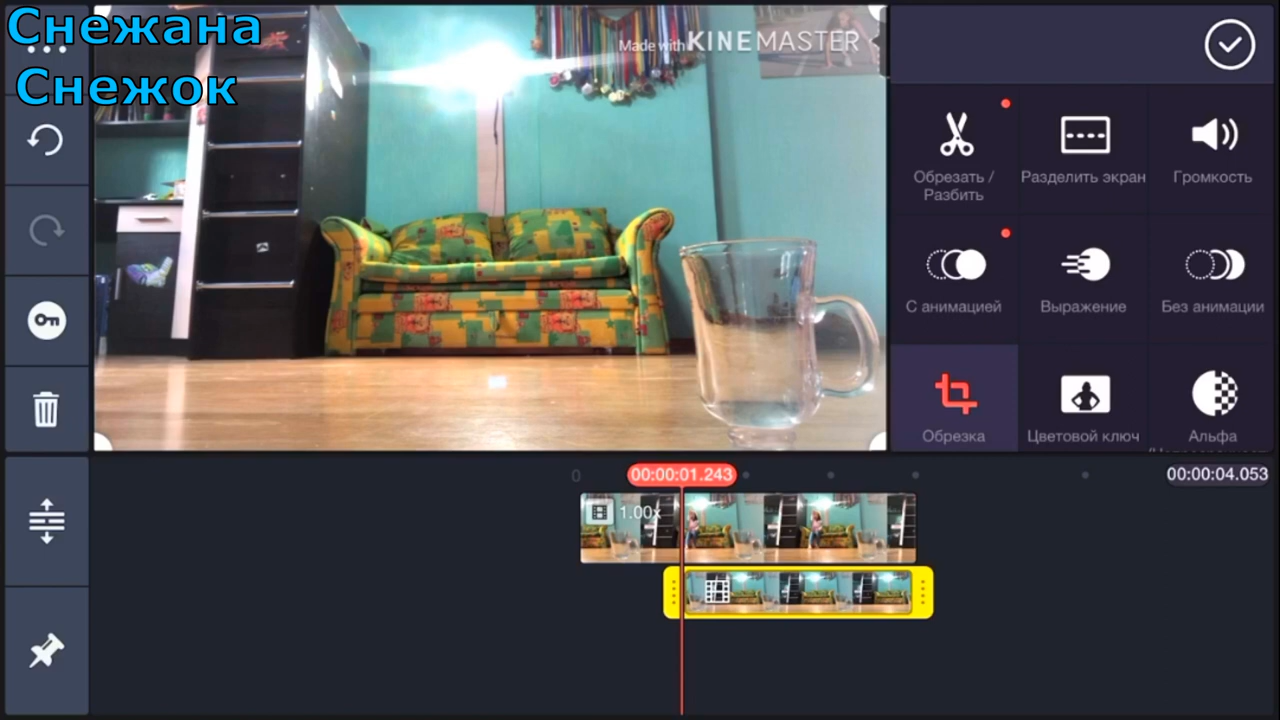 Снежана
Снежок
Made with KINEMASTER
Обрезать /
Разбить
Разделить экран
Громкость
С анимацией
Выражение
Без анимации
Обрезка
Цветовой ключ
Альфа
0
00:00:01.243
00:00:04.053
1.00x